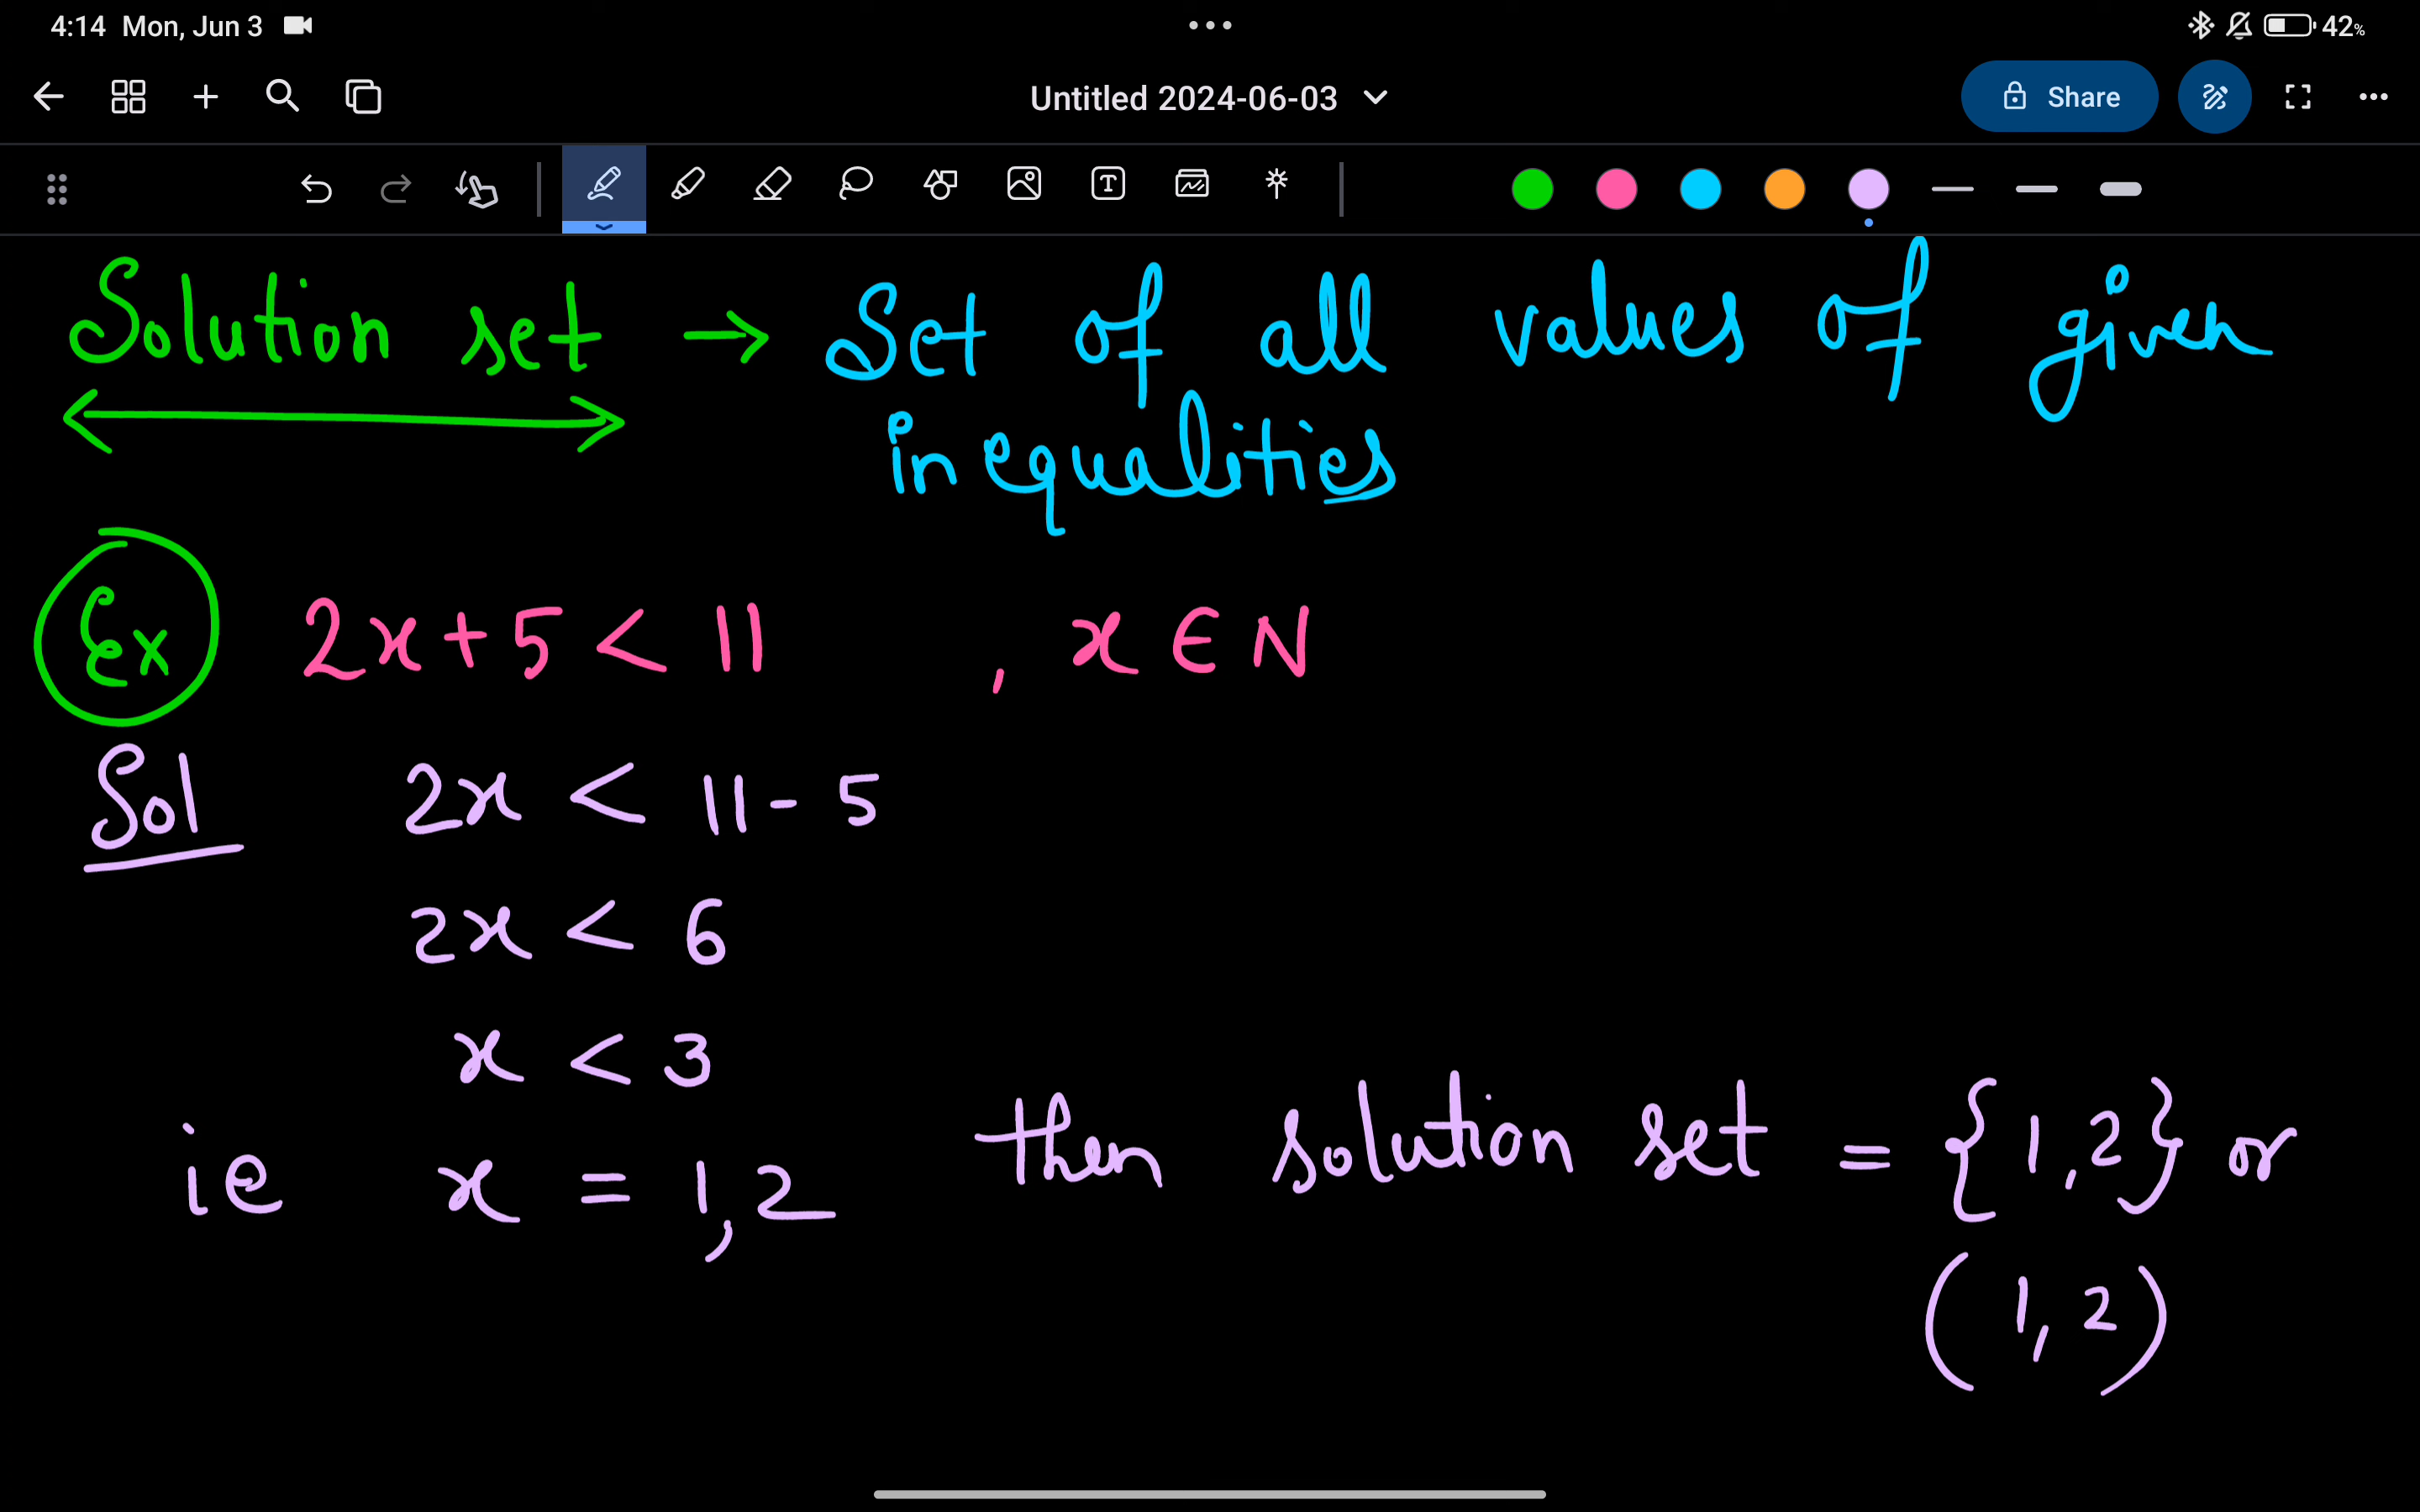 4:14 Mon, Jun 3
42%
Untitled 2024-06-03
Share
Solution set → Set of all values of given
inequalities
Ex 2x+5 < 11 , x ∈ N
Sol 2x < 11 - 5
2x < 6
x < 3
ie x = 1,2 then solution set = {1,2} or
(1,2)